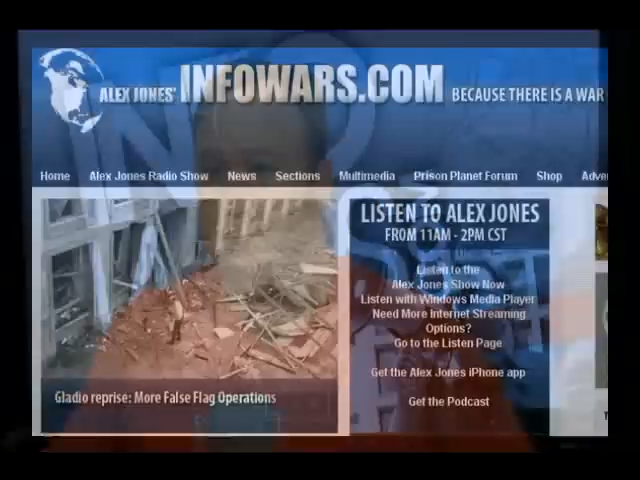 ALEX JONES' INFOWARS.COM BECAUSE THERE IS A WAR
Home Alex Jones Radio Show News Sections Multimedia Prison Planet Forum Shop Adve
LISTEN TO ALEX JONES
FROM 11AM - 2PM CST
Listen to the
Alex Jones Show Now
Listen with Windows Media Player
Need More Internet Streaming
Options?
Go to the Listen Page
Get the Alex Jones iPhone app
Get the Podcast
Gladio reprise: More False Flag Operations